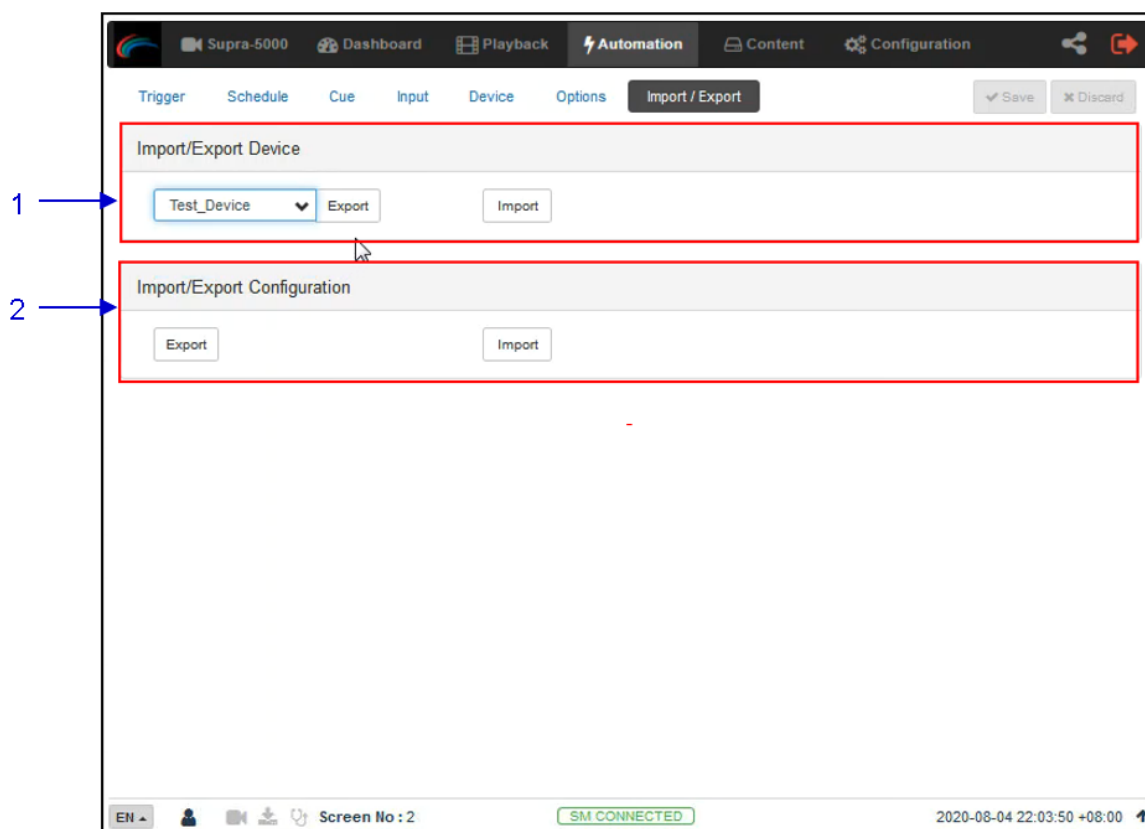 Supra-5000 Dashboard Playback Automation Content Configuration
Trigger Schedule Cue Input Device Options Import / Export Save Discard
Import/Export Device
1
Test_Device Export Import
Import/Export Configuration
2
Export Import
-
EN Screen No : 2 SM CONNECTED 2020-08-04 22:03:50 +08:00